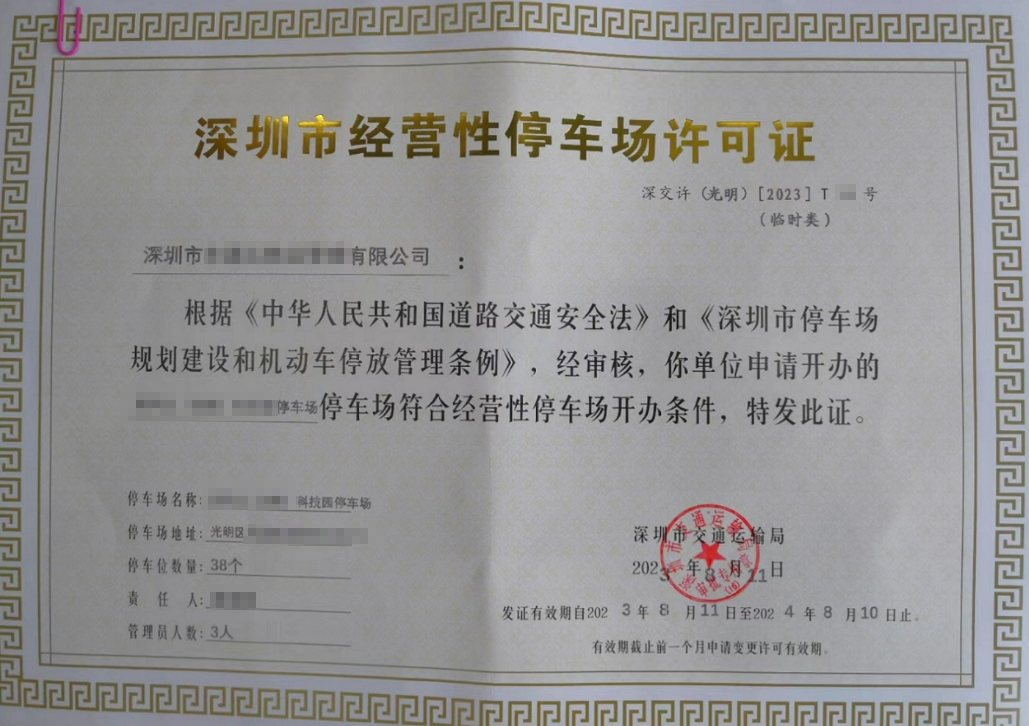 深圳市经营性停车场许可证
深交许（光明）[2023] T 号
（临时类）
深圳市 有限公司 ：
根据《中华人民共和国道路交通安全法》和《深圳市停车场
规划建设和机动车停放管理条例》，经审核，你单位申请开办的
停车场停车场符合经营性停车场开办条件，特发此证。
停车场名称: 科技园停车场
停车场地址: 光明区
停车位数量: 38个
责任人:
管理员人数: 3人
深圳市交通运输局
2023年8月11日
发证有效期自2023年8月11日至2024年8月10日止。
有效期截止前一个月申请变更许可有效期。